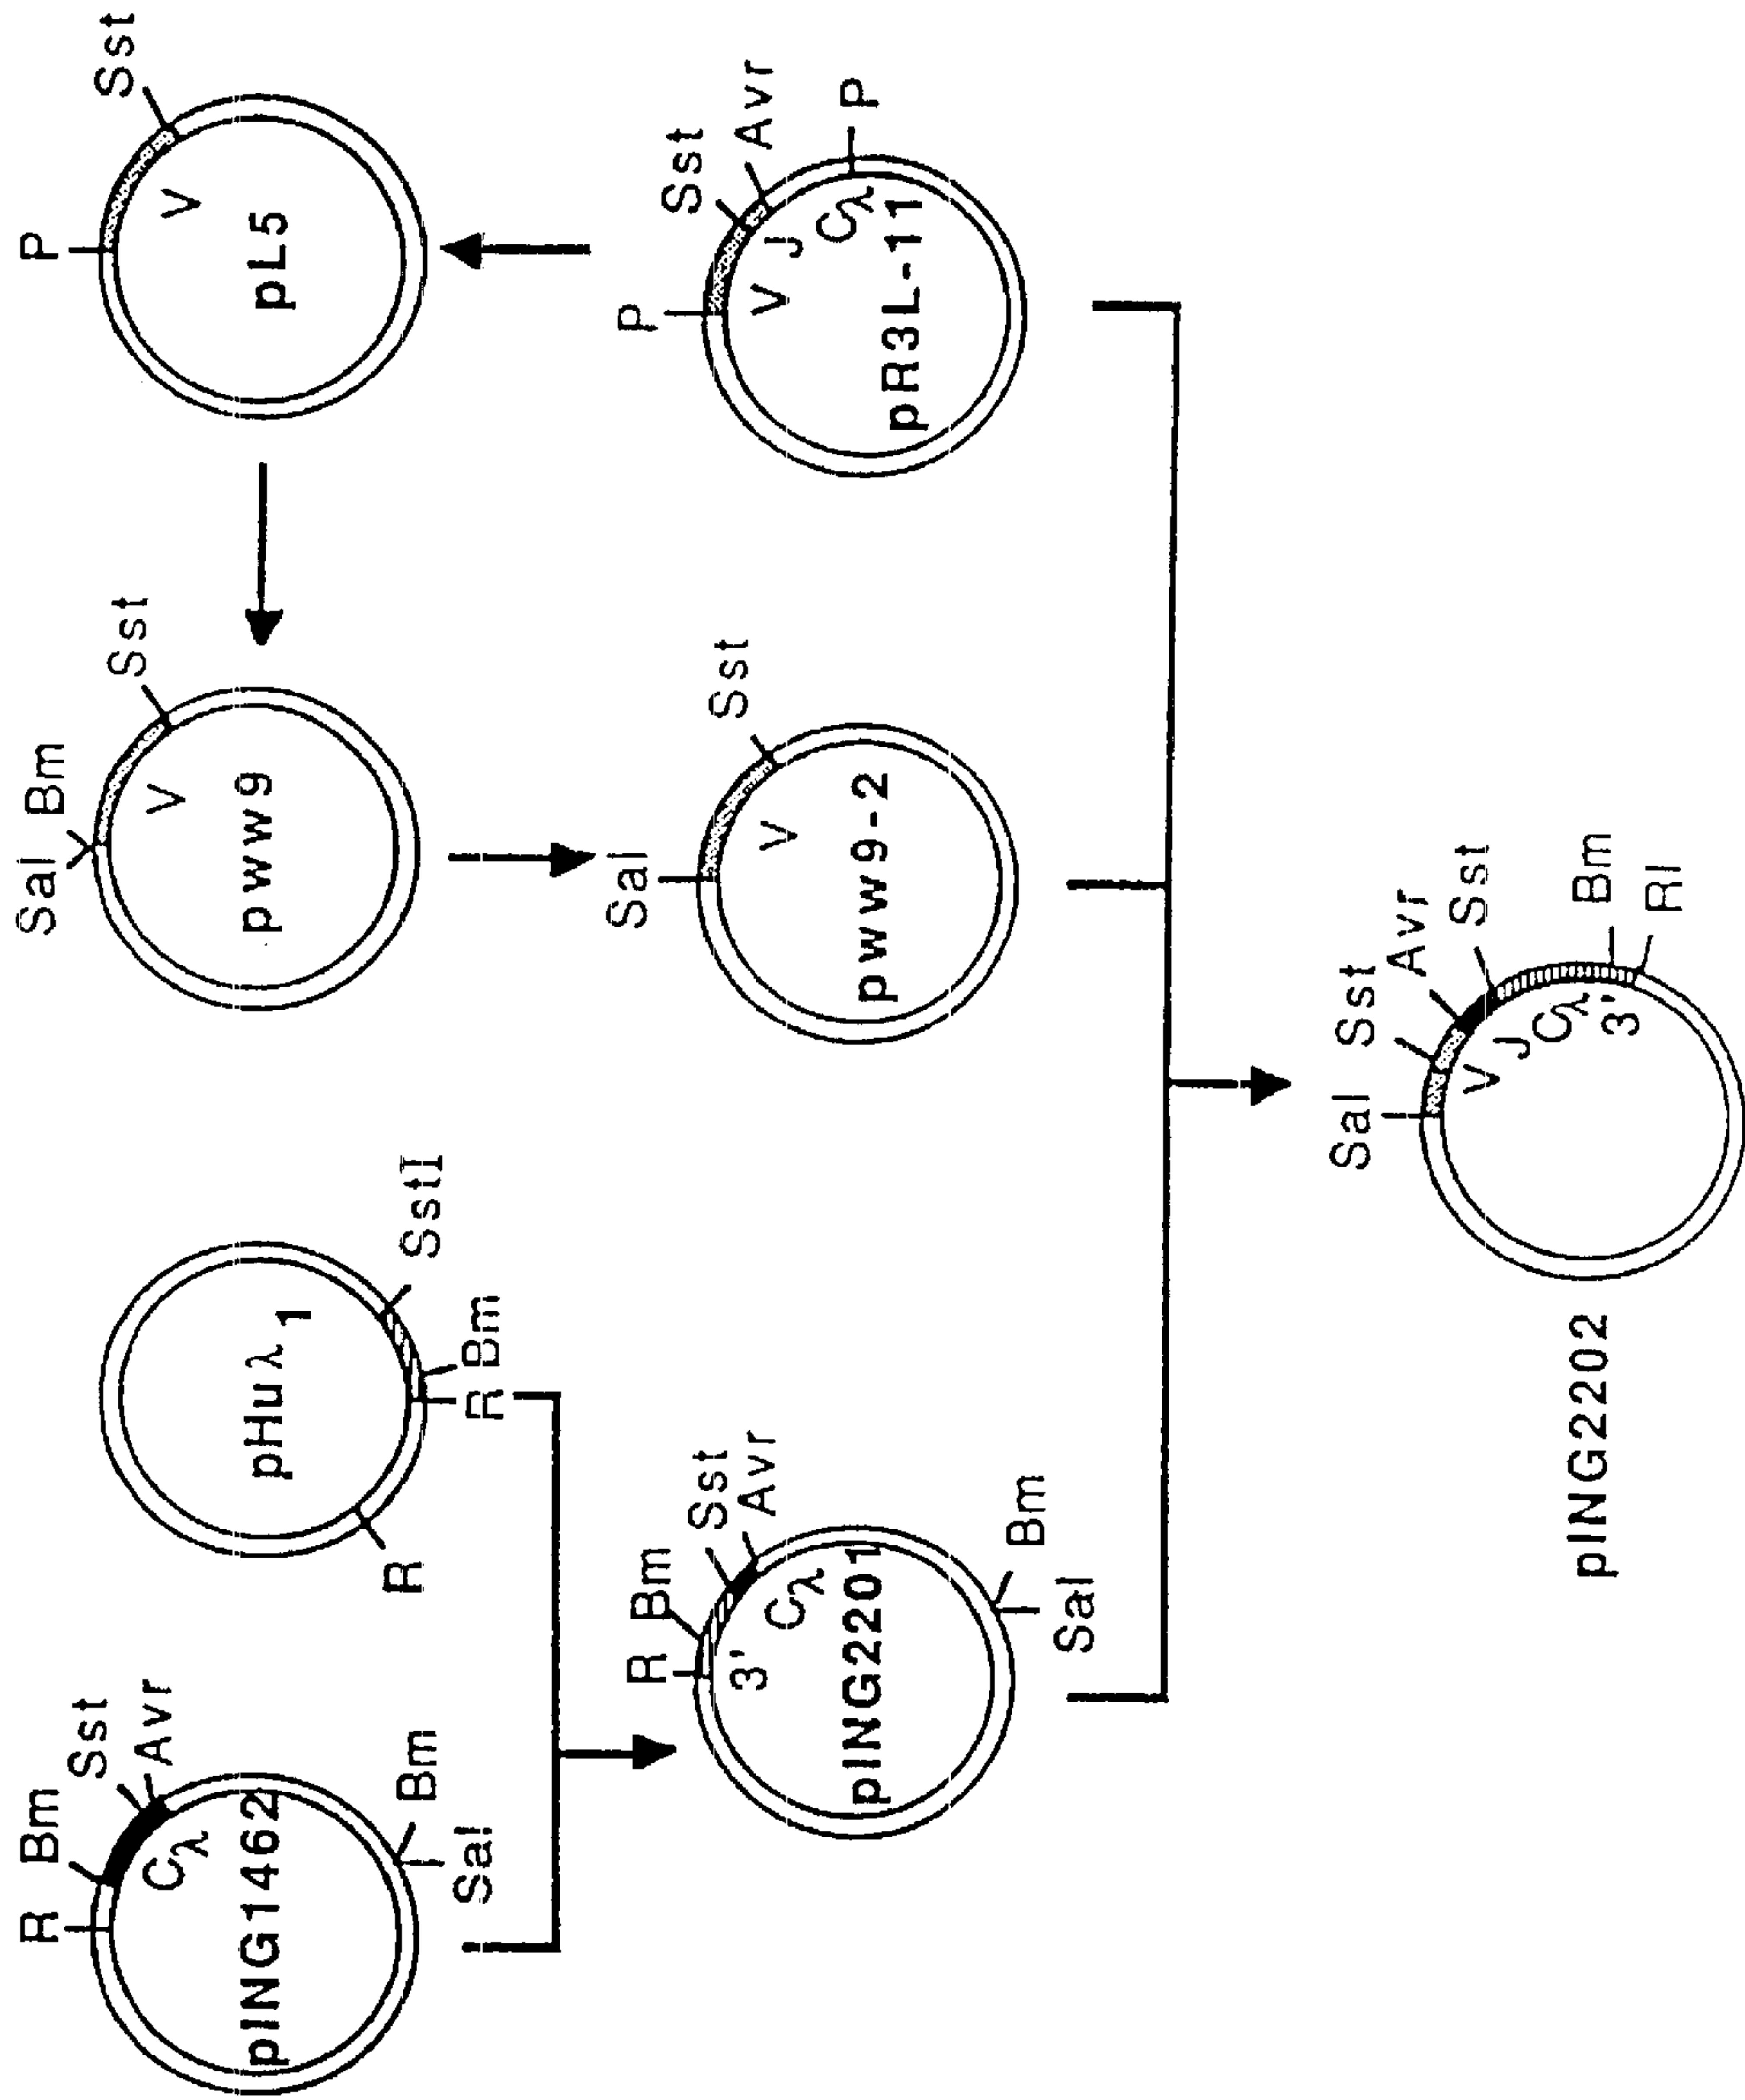 R
Bm
Sst
Avr
Cλ
pING1462
Bm
Sal
pHuλ1
SstI
Bm
R
R
Sal
Bm
Sst
V
pWW9
P
Sst
V
pL5
R
Bm
Sst
Avr
3'
Cλ
pING2201
Bm
Sal
Sal
Sst
V
pWW9-2
P
Sst
Avr
P
V
J
Cλ
pR3L-11
Sal
Sst
Avr
Sst
Bm
RI
V
J
Cλ
3'
pING2202